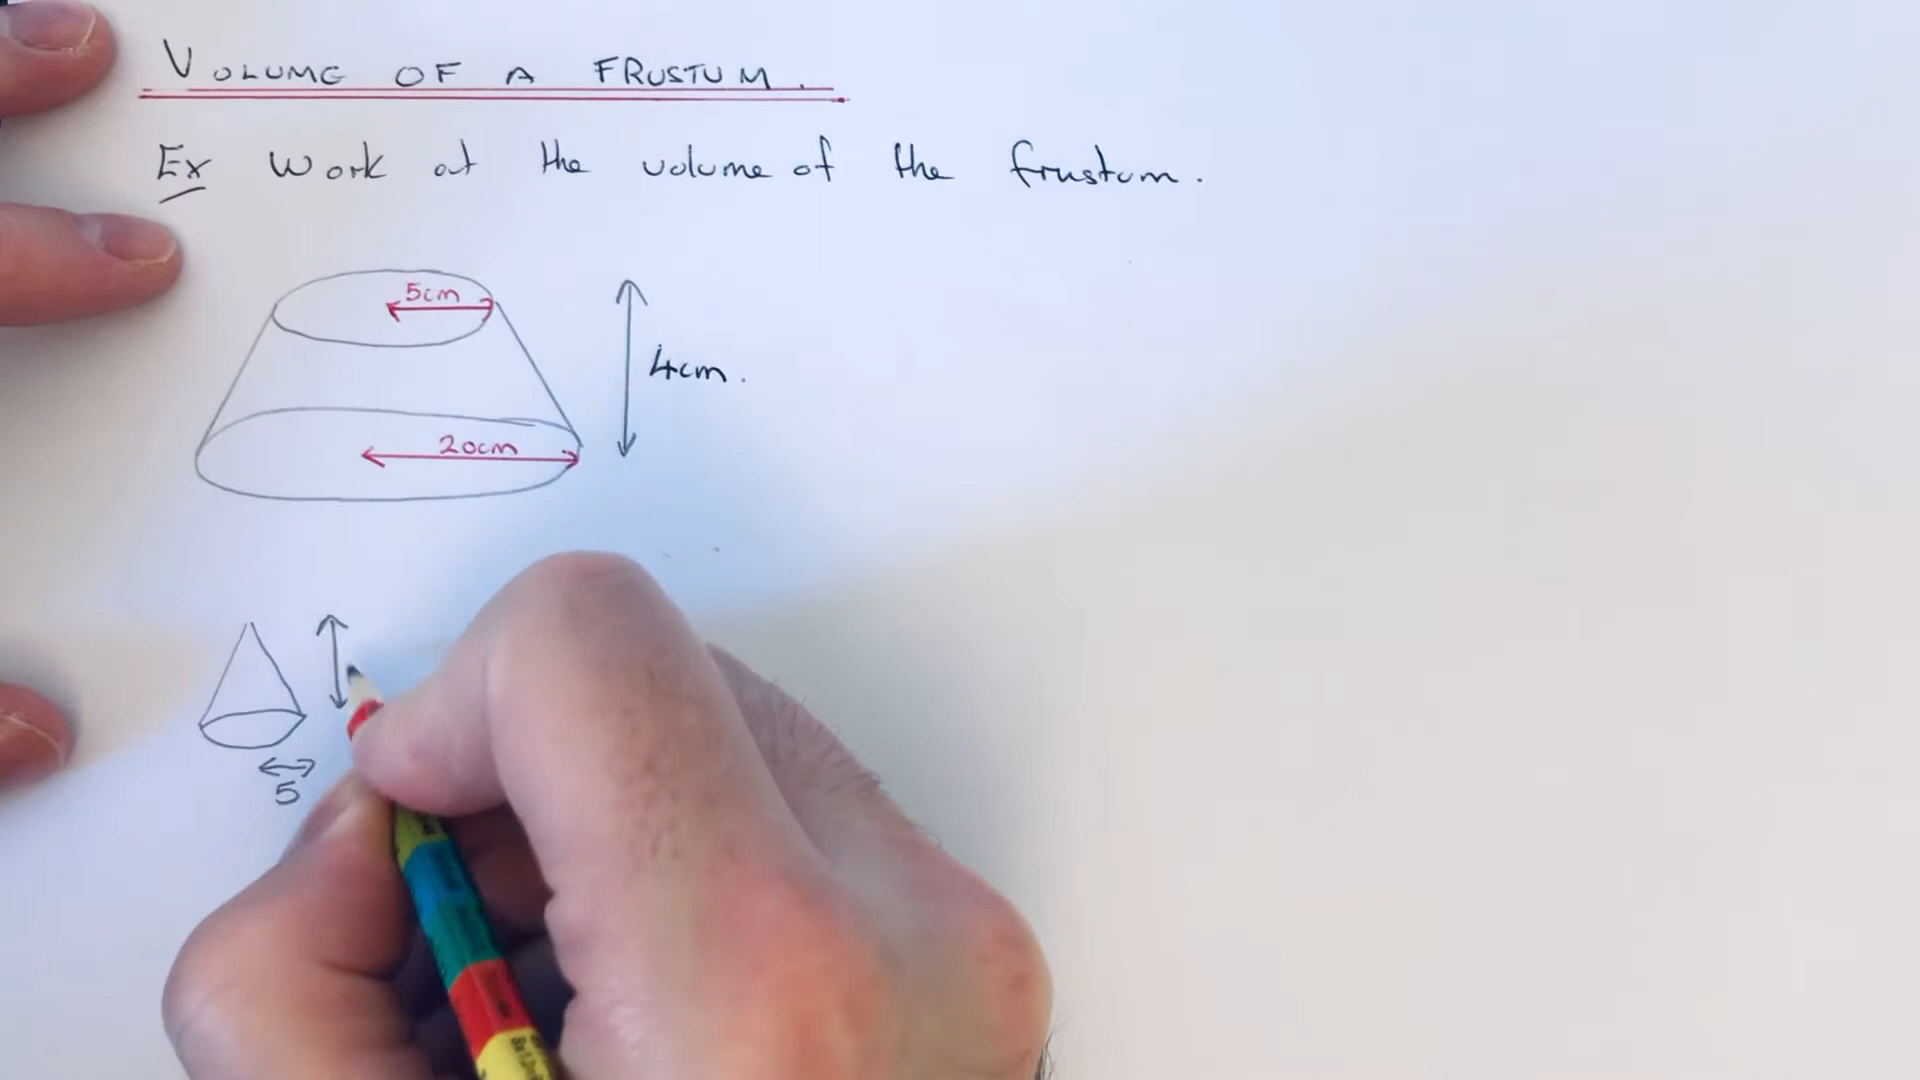 VOLUME OF A FRUSTUM.
Ex Work out the volume of the frustum.
5cm
4cm.
20cm
5